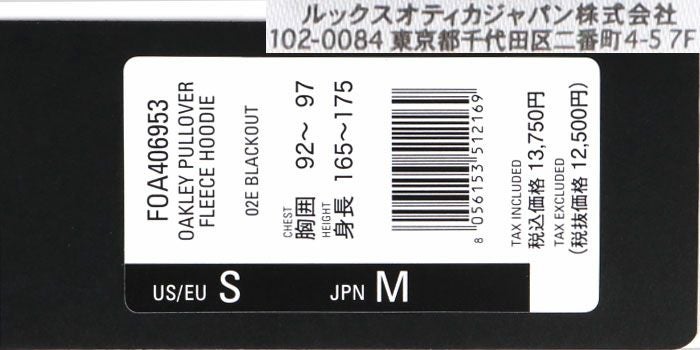 ルックスオティカジャパン株式会社
102-0084 東京都千代田区二番町4-5 7F
FOA406953
OAKLEY PULLOVER
FLEECE HOODIE
02E BLACKOUT
CHEST
胸囲 92～ 97
HEIGHT
身長 165～175
8 056153 512169
TAX INCLUDED
税込価格 13,750円
TAX EXCLUDED
(税抜価格 12,500円)
US/EU S JPN M